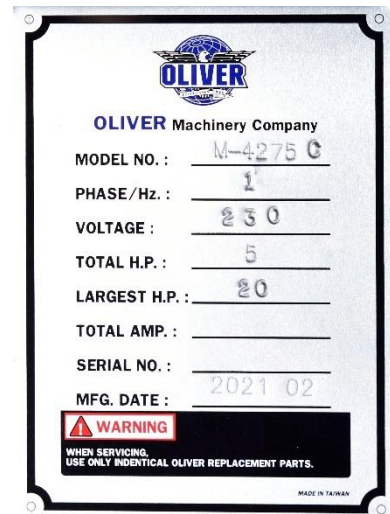 OLIVER
OLIVER Machinery Company
MODEL NO. : M-4275 C
PHASE/Hz. : 1
VOLTAGE : 230
TOTAL H.P. : 5
LARGEST H.P. : 20
TOTAL AMP. :
SERIAL NO. :
MFG. DATE : 2021 02
WARNING
WHEN SERVICING,
USE ONLY INDENTICAL OLIVER REPLACEMENT PARTS.
MADE IN TAIWAN